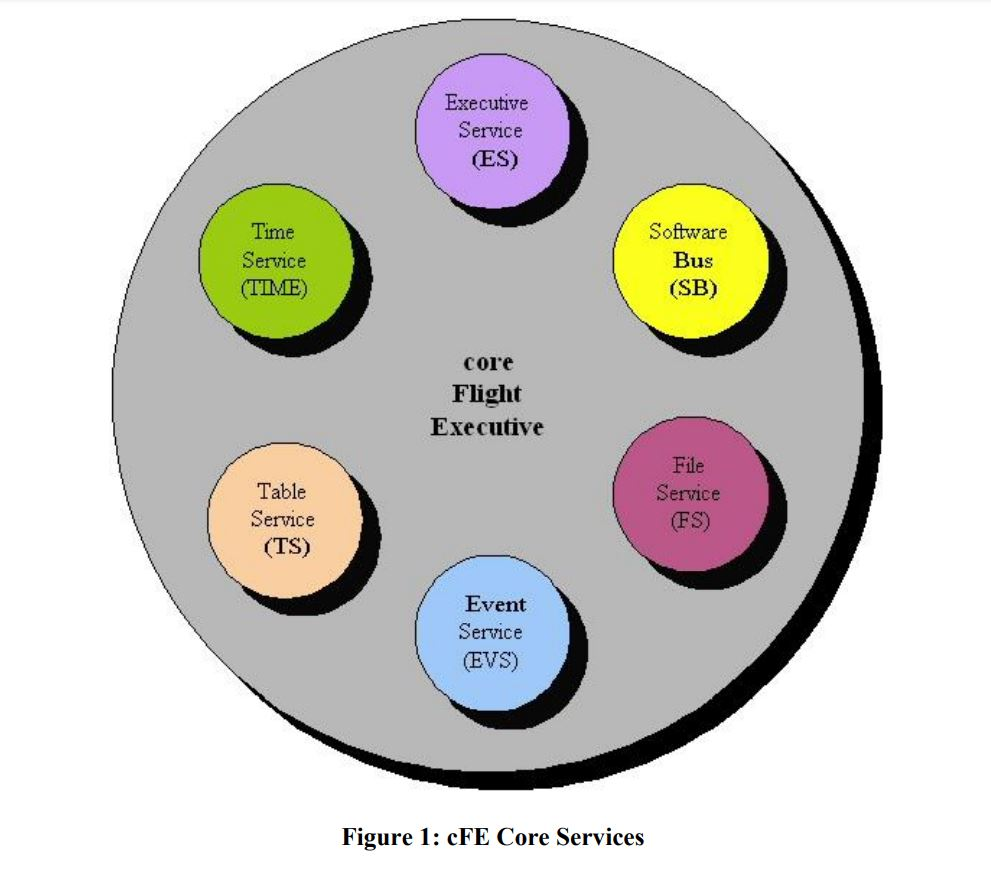 Executive
Service
(ES)
Time
Service
(TIME)
Software
Bus
(SB)
core
Flight
Executive
File
Service
(FS)
Table
Service
(TS)
Event
Service
(EVS)
Figure 1: cFE Core Services